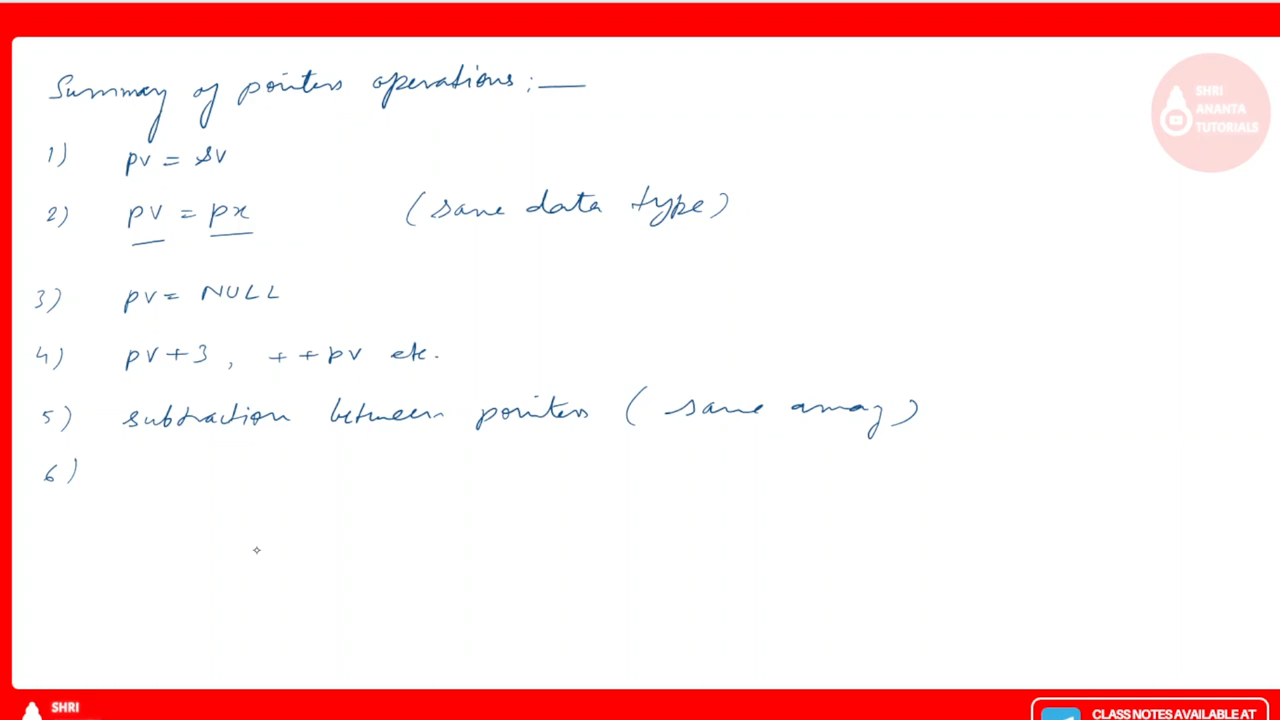 Summary of pointers operations :—
1) pv = &v
2) pv = px (same data type)
3) pv = NULL
4) pv + 3 , ++pv etc.
5) subtraction between pointers (same array)
6)
SHRI
ANANTA
TUTORIALS
SHRI
CLASS NOTES AVAILABLE AT